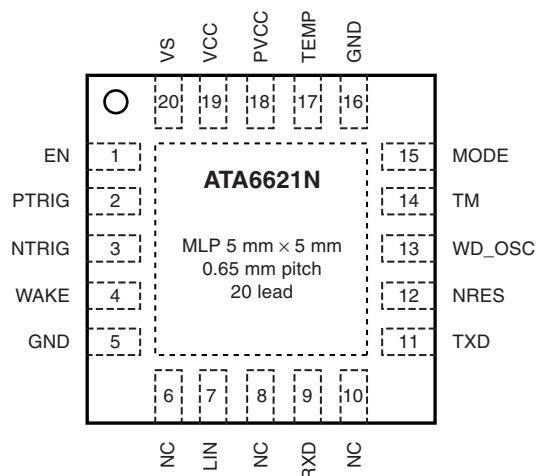 VS VCC PVCC TEMP GND
20 19 18 17 16
EN 1 15 MODE
ATA6621N
PTRIG 2 14 TM
NTRIG 3 MLP 5 mm × 5 mm 13 WD_OSC
0.65 mm pitch
WAKE 4 20 lead 12 NRES
GND 5 11 TXD
6 7 8 9 10
NC LIN NC RXD NC